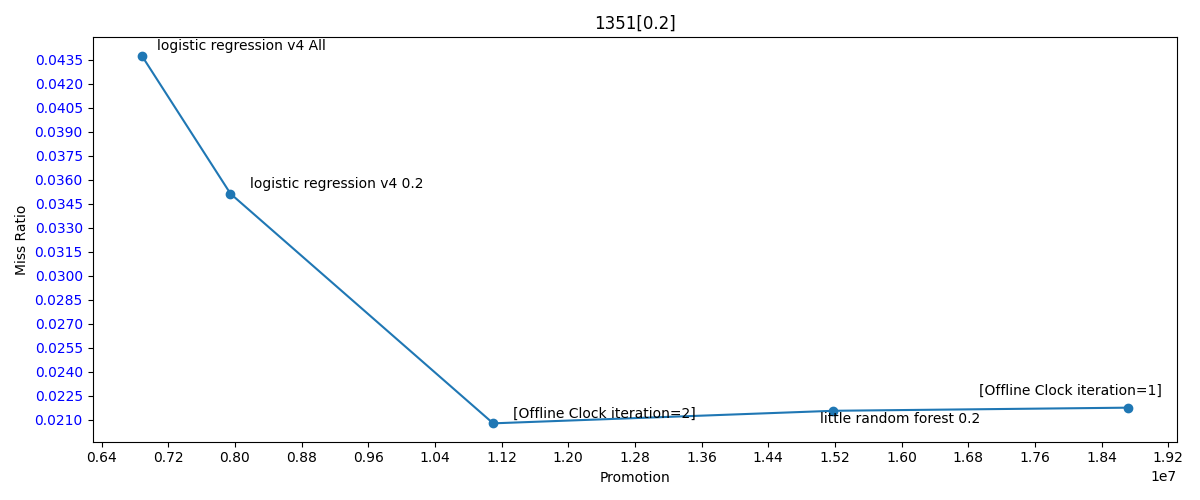 1351[0.2]
logistic regression v4 All
logistic regression v4 0.2
[Offline Clock iteration=2]
little random forest 0.2
[Offline Clock iteration=1]
Miss Ratio
0.0435
0.0420
0.0405
0.0390
0.0375
0.0360
0.0345
0.0330
0.0315
0.0300
0.0285
0.0270
0.0255
0.0240
0.0225
0.0210
0.64 0.72 0.80 0.88 0.96 1.04 1.12 1.20 1.28 1.36 1.44 1.52 1.60 1.68 1.76 1.84 1.92
1e7
Promotion